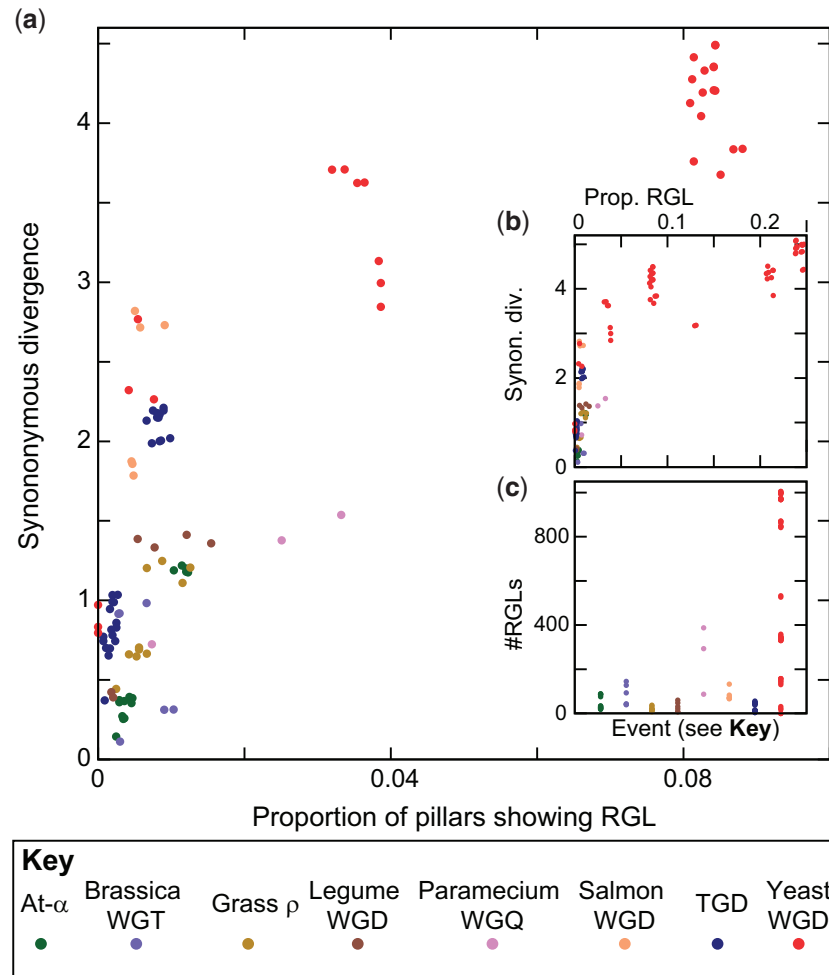 (a)
4
3
2
1
0
Synononymous divergence
0
0.04
0.08
Proportion of pillars showing RGL
Prop. RGL
(b)
0
0.1
0.2
4
2
0
Synon. div.
(c)
800
400
0
#RGLs
Event (see Key)
Key
At-α
Brassica
WGT
Grass ρ
Legume
WGD
Paramecium
WGQ
Salmon
WGD
TGD
Yeast
WGD